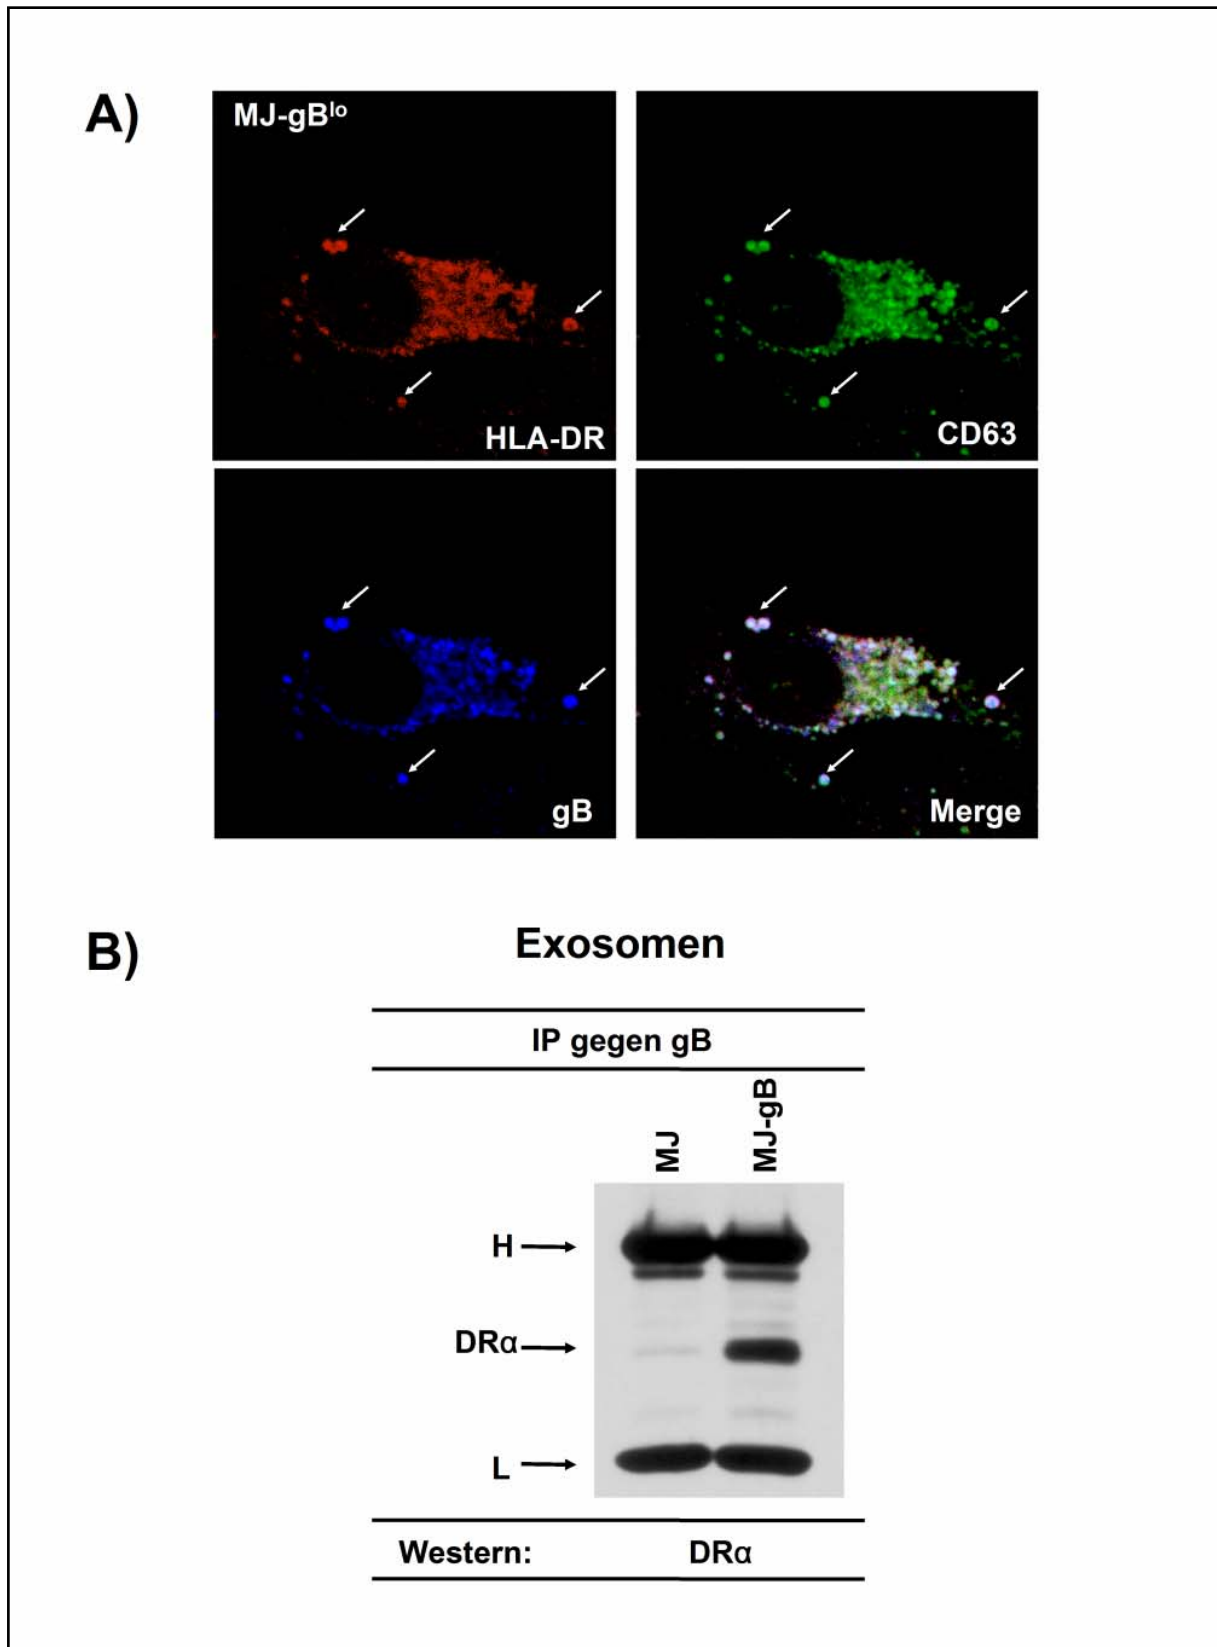 A)
MJ-gBlo
HLA-DR
CD63
gB
Merge
B)
Exosomen
IP gegen gB
MJ
MJ-gB
H
DRα
L
Western: DRα